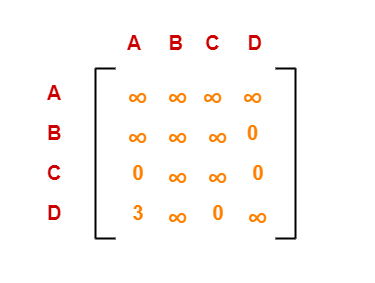 A B C D
A ∞ ∞ ∞ ∞
B ∞ ∞ ∞ 0
C 0 ∞ ∞ 0
D 3 ∞ 0 ∞